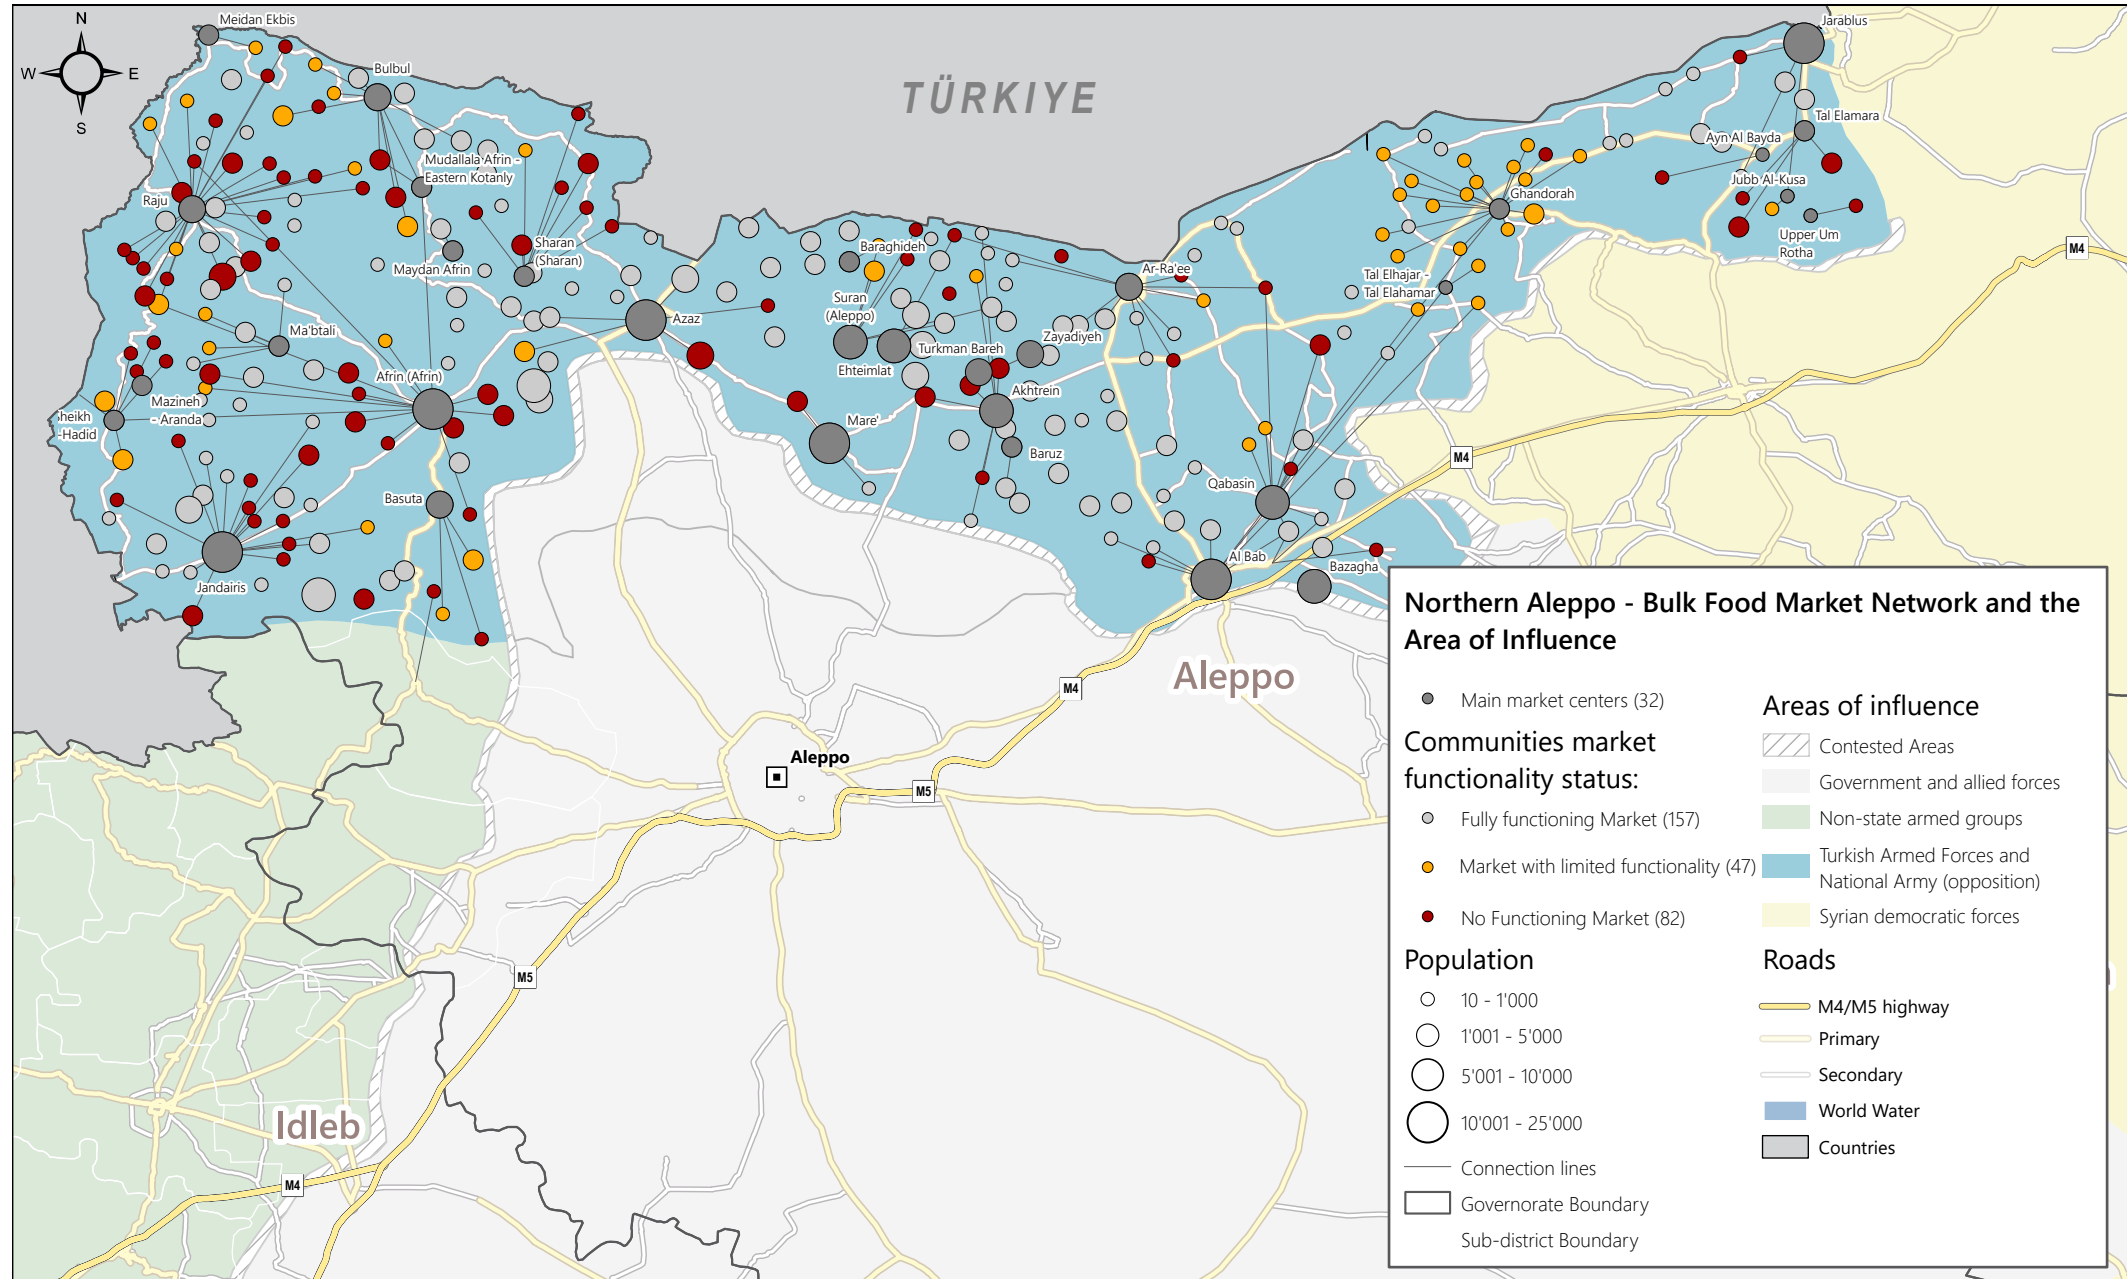 N
W
E
S
TÜRKIYE
Meidan Ekbis
Bulbul
Mudallala Afrin -
Eastern Kotanly
Raju
Sharan
(Sharan)
Maydan Afrin
Ma'btali
Afrin (Afrin)
Mazineh
- Aranda
heikh
-Hadid
Basuta
Jandairis
Azaz
Baraghideh
Suran
(Aleppo)
Ehteimlat
Turkman Bareh
Zayadiyeh
Akhtrein
Mare'
Baruz
Ar-Ra'ee
Qabasin
Al Bab
Bazagha
Jarablus
Tal Elamara
Ayn Al Bayda
Jubb Al-Kusa
Upper Um
Rotha
Ghandorah
Tal Elhajar -
Tal Elahamar
M4
M4
M4
M5
M5
M4
Aleppo
Aleppo
Idleb
Northern Aleppo - Bulk Food Market Network and the
Area of Influence
Main market centers (32)
Communities market
functionality status:
Fully functioning Market (157)
Market with limited functionality (47)
No Functioning Market (82)
Population
10 - 1'000
1'001 - 5'000
5'001 - 10'000
10'001 - 25'000
Connection lines
Governorate Boundary
Sub-district Boundary
Areas of influence
Contested Areas
Government and allied forces
Non-state armed groups
Turkish Armed Forces and
National Army (opposition)
Syrian democratic forces
Roads
M4/M5 highway
Primary
Secondary
World Water
Countries